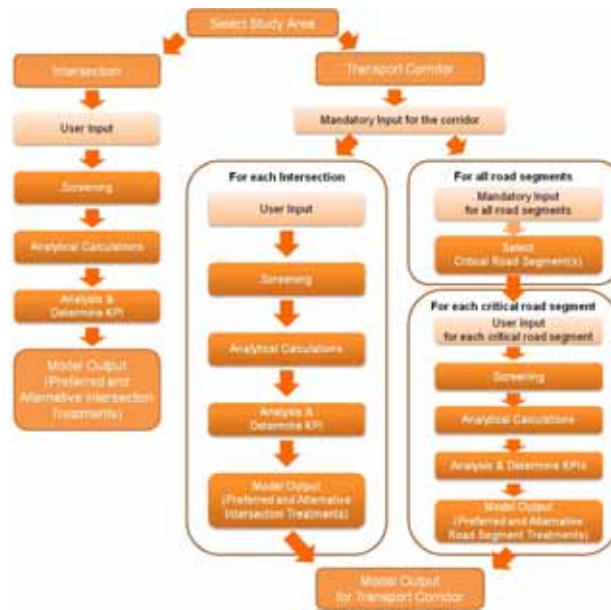 Select Study Area
Intersection
User Input
Screening
Analytical Calculations
Analysis &
Determine KPI
Model Output
(Preferred and
Alternative Intersection
Treatments)
Transport Corridor
Mandatory Input for the corridor
For each Intersection
User Input
Screening
Analytical Calculations
Analysis &
Determine KPI
Model Output
(Preferred and Alternative
Intersection Treatments)
For all road segments
Mandatory Input
for all road segments
Select
Critical Road Segment(s)
For each critical road segment
User Input
for each critical road segment
Screening
Analytical Calculations
Analysis & Determine KPIs
Model Output
(Preferred and Alternative
Road Segment Treatments)
Model Output
for Transport Corridor